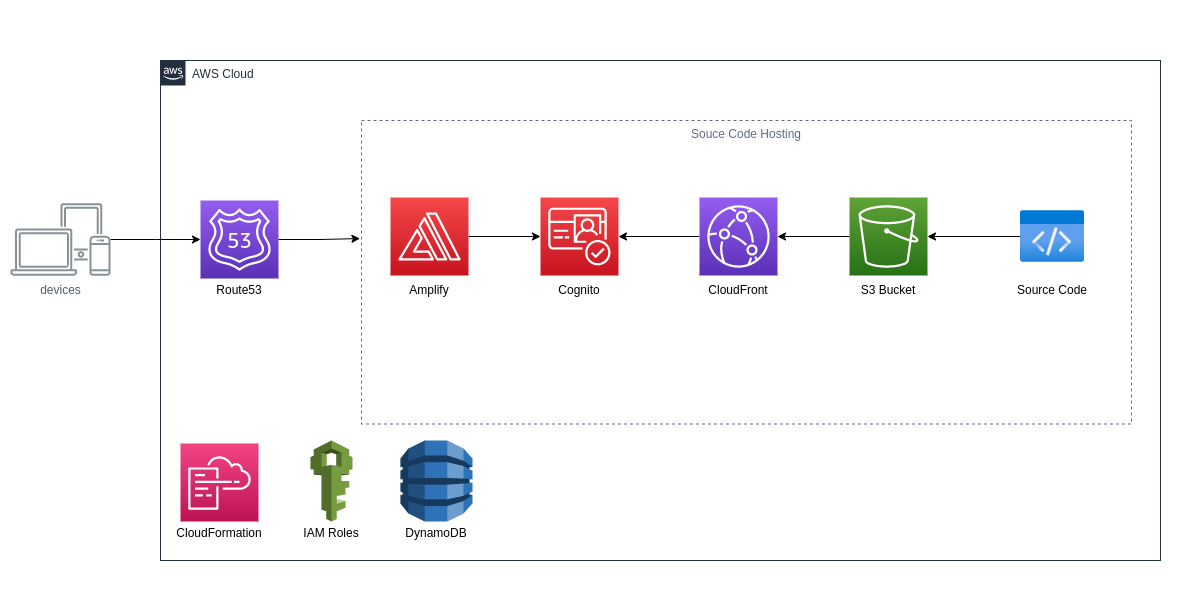 aws
AWS Cloud
Souce Code Hosting
53
devices
Route53
Amplify
Cognito
CloudFront
S3 Bucket
Source Code
CloudFormation
IAM Roles
DynamoDB